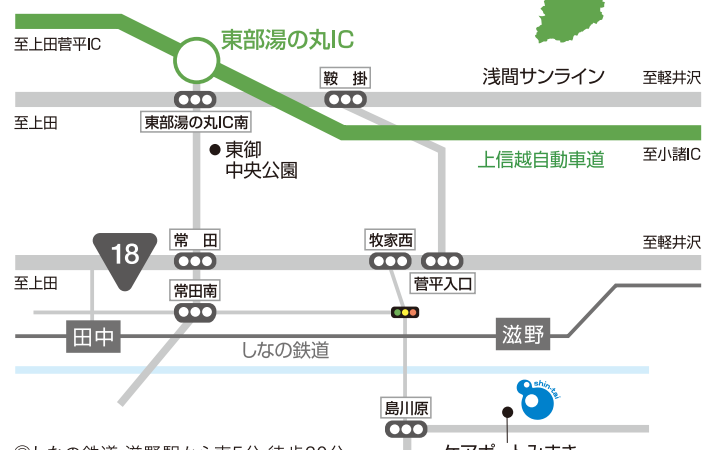 東部湯の丸IC
至上田菅平IC
鞍 掛
浅間サンライン
至軽井沢
至上田
東部湯の丸IC南
東御
中央公園
上信越自動車道
至小諸IC
18
常 田
牧家西
至軽井沢
至上田
常田南
菅平入口
田中
しなの鉄道
滋野
shin-tai
島川原